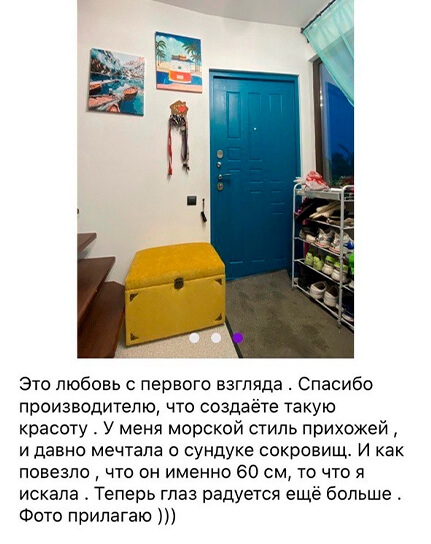 Это любовь с первого взгляда . Спасибо
производителю, что создаёте такую
красоту . У меня морской стиль прихожей ,
и давно мечтала о сундуке сокровищ. И как
повезло , что он именно 60 см, то что я
искала . Теперь глаз радуется ещё больше .
Фото прилагаю )))